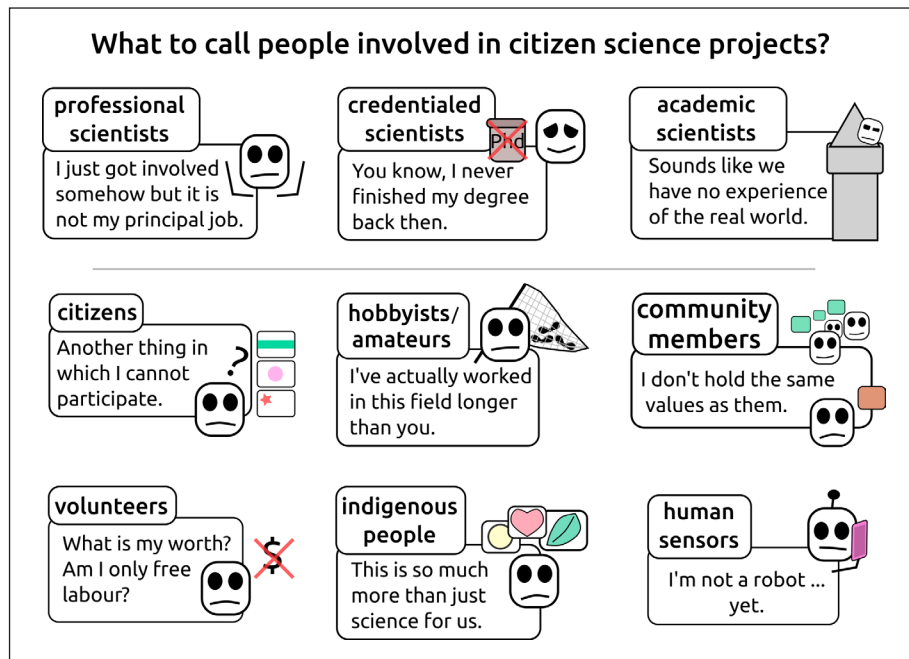 What to call people involved in citizen science projects?
professional
scientists
I just got involved
somehow but it is
not my principal job.
credentialed
scientists
Phd
You know, I never
finished my degree
back then.
academic
scientists
Sounds like we
have no experience
of the real world.
citizens
Another thing in
which I cannot
participate.
?
hobbyists/
amateurs
I've actually worked
in this field longer
than you.
community
members
I don't hold the same
values as them.
volunteers
What is my worth?
Am I only free
labour?
$
indigenous
people
This is so much
more than just
science for us.
human
sensors
I'm not a robot ...
yet.